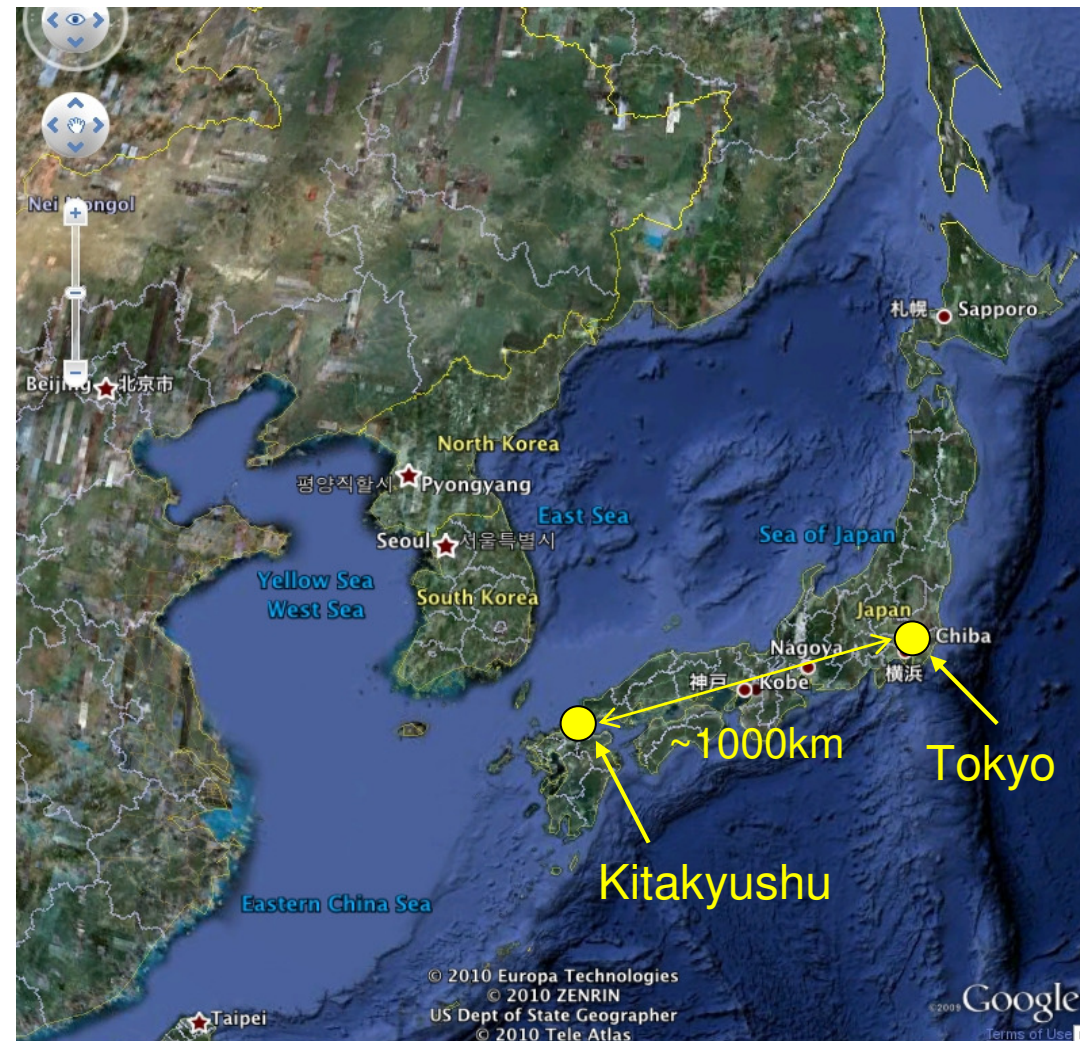 Nei Mongol
札幌 Sapporo
Beijing 北京市
North Korea
평양직할시 Pyongyang
East Sea
Sea of Japan
Seoul 서울특별시
Yellow Sea
West Sea
South Korea
Japan
Chiba
Nagoya
横浜
神戸 Kobe
~1000km
Tokyo
Kitakyushu
Eastern China Sea
© 2010 Europa Technologies
© 2010 ZENRIN
US Dept of State Geographer
© 2010 Tele Atlas
©2009 Google
Terms of Use
Taipei